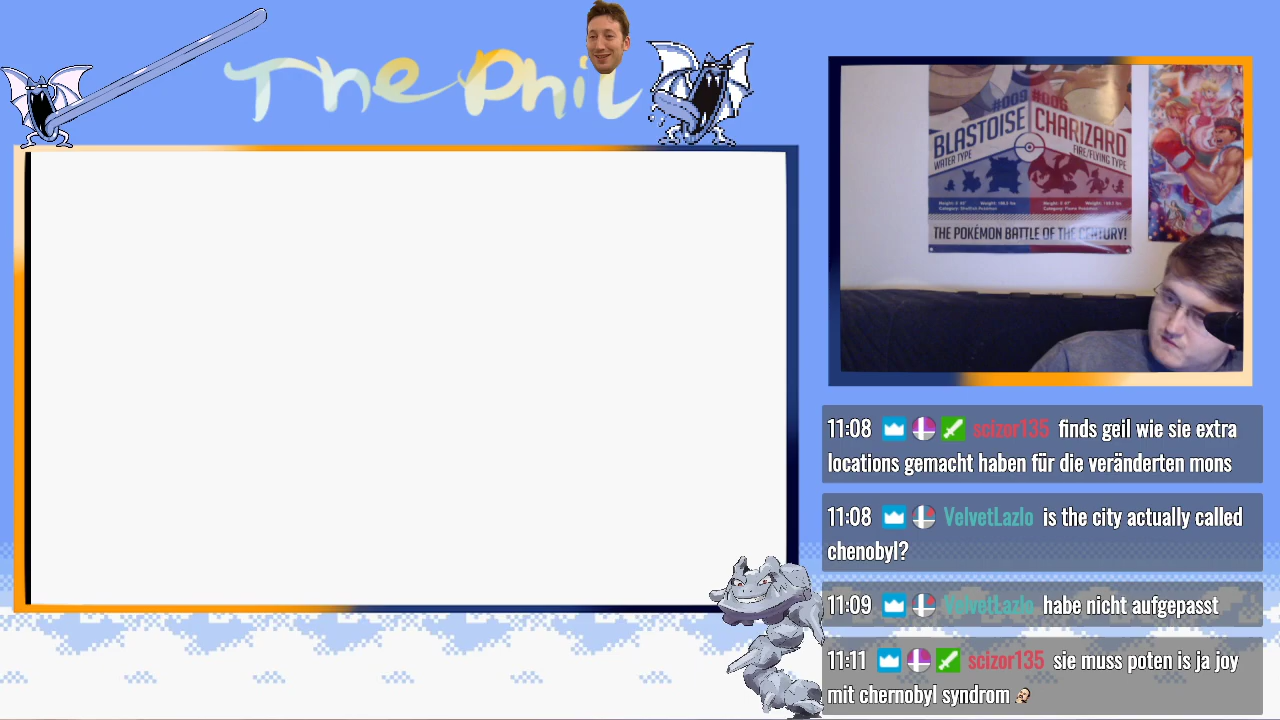 The Phil
#009 #006
BLASTOISE CHARIZARD
WATER TYPE FIRE/FLYING TYPE
THE POKÉMON BATTLE OF THE CENTURY!
11:08 scizor135 finds geil wie sie extra
locations gemacht haben für die veränderten mons
11:08 VelvetLazlo is the city actually called
chenobyl?
11:09 VelvetLazlo habe nicht aufgepasst
11:11 scizor135 sie muss poten is ja joy
mit chernobyl syndrom